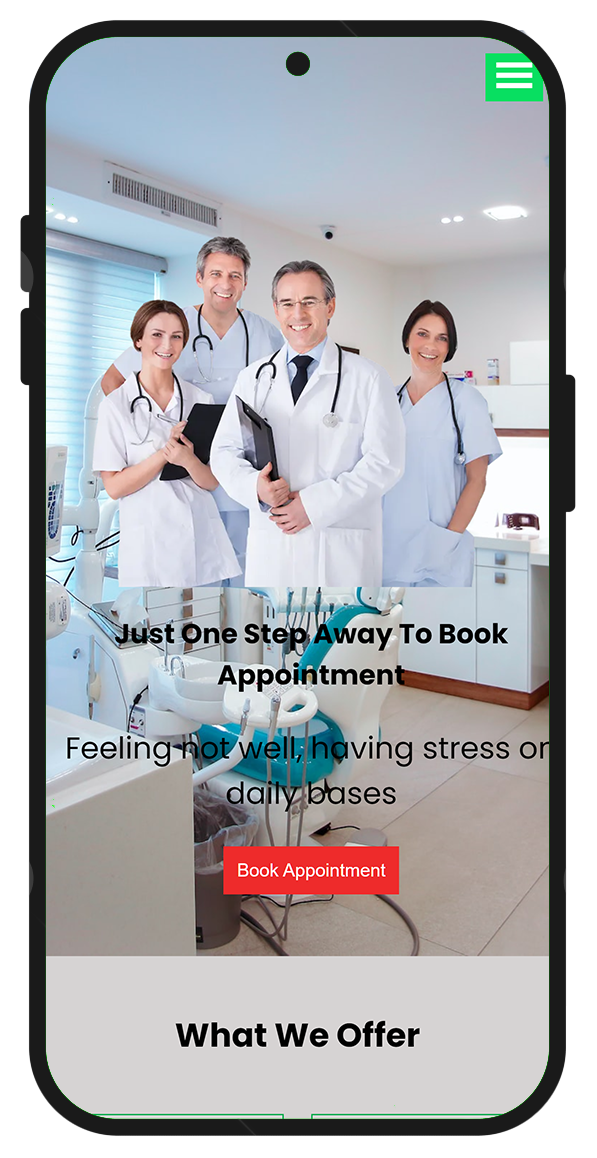 Just One Step Away To Book
Appointment
Feeling not well, having stress on
daily bases
Book Appointment
What We Offer